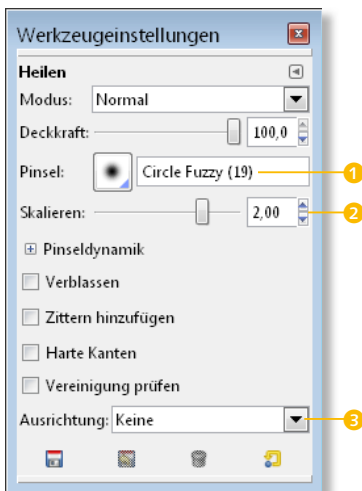 Werkzeugeinstellungen
Heilen
Modus: Normal
Deckkraft: 100,0
Pinsel: Circle Fuzzy (19) 1
Skalieren: 2,00 2
Pinseldynamik
Verblassen
Zittern hinzufügen
Harte Kanten
Vereinigung prüfen
Ausrichtung: Keine 3